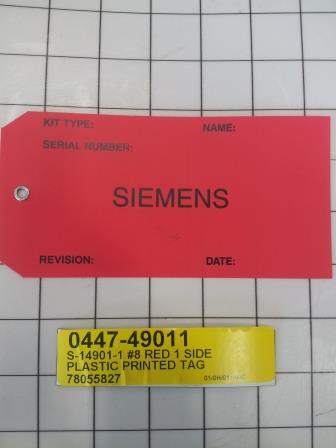 KIT TYPE: NAME:
SERIAL NUMBER:
SIEMENS
REVISION: DATE:
0447-49011
S-14901-1 #8 RED 1 SIDE
PLASTIC PRINTED TAG
78055827